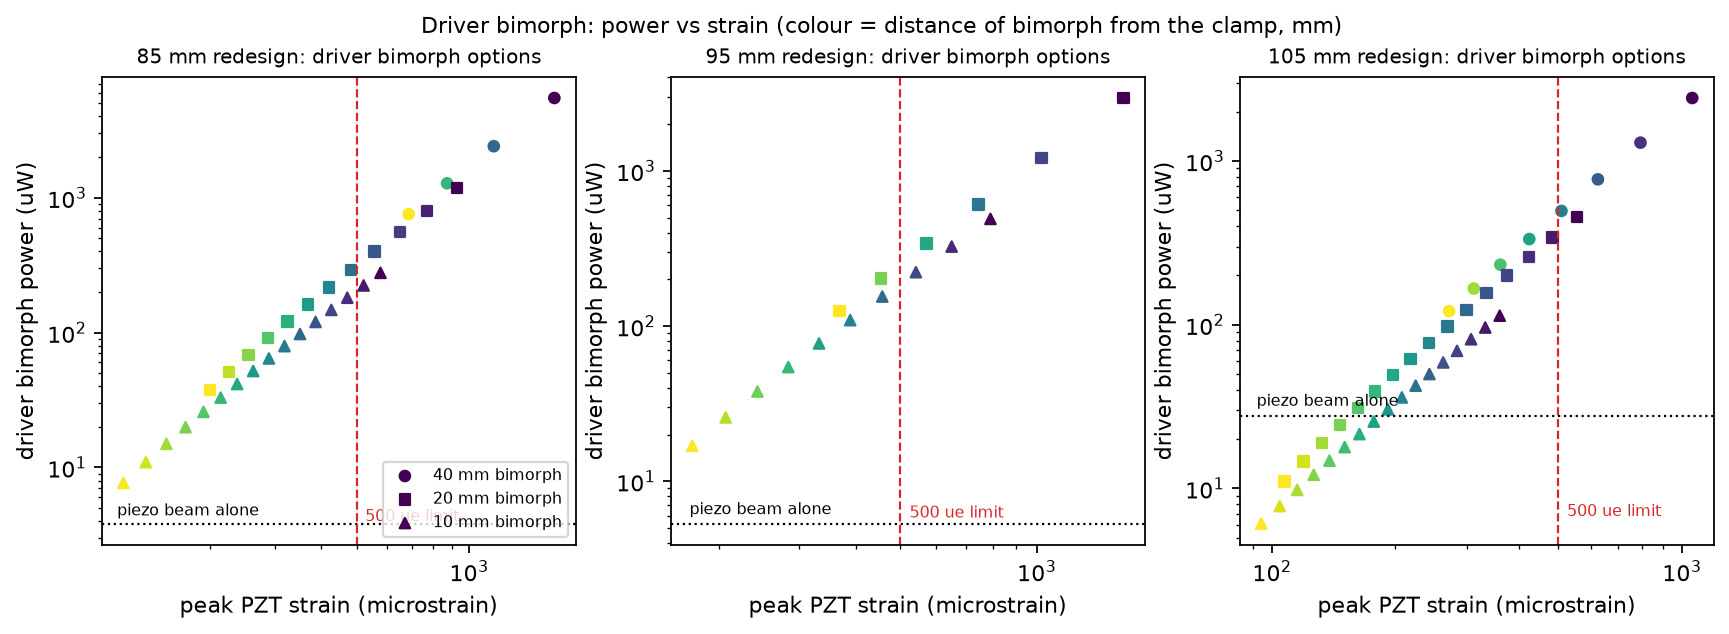 Driver bimorph: power vs strain (colour = distance of bimorph from the clamp, mm)
85 mm redesign: driver bimorph options
driver bimorph power (uW)
10³
10²
10¹
piezo beam alone
500 ue limit
40 mm bimorph
20 mm bimorph
10 mm bimorph
10³
peak PZT strain (microstrain)
95 mm redesign: driver bimorph options
driver bimorph power (uW)
10³
10²
10¹
piezo beam alone
500 ue limit
10³
peak PZT strain (microstrain)
105 mm redesign: driver bimorph options
driver bimorph power (uW)
10³
10²
10¹
piezo beam alone
500 ue limit
10²
10³
peak PZT strain (microstrain)